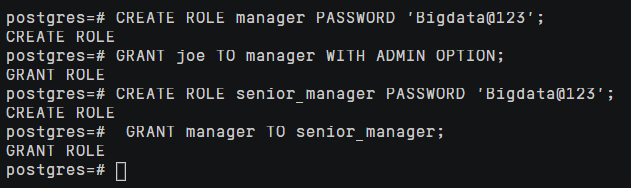 postgres=# CREATE ROLE manager PASSWORD 'Bigdata@123';
CREATE ROLE
postgres=# GRANT joe TO manager WITH ADMIN OPTION;
GRANT ROLE
postgres=# CREATE ROLE senior_manager PASSWORD 'Bigdata@123';
CREATE ROLE
postgres=#  GRANT manager TO senior_manager;
GRANT ROLE
postgres=#